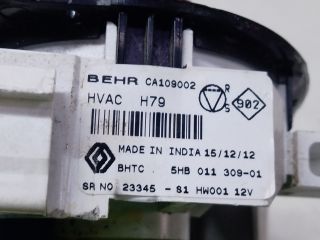 BEHR CA109002
HVAC H79
R
S
902
MADE IN INDIA 15/12/12
BHTC 5HB 011 309-01
SR NO 23345 - S1 HW001 12V